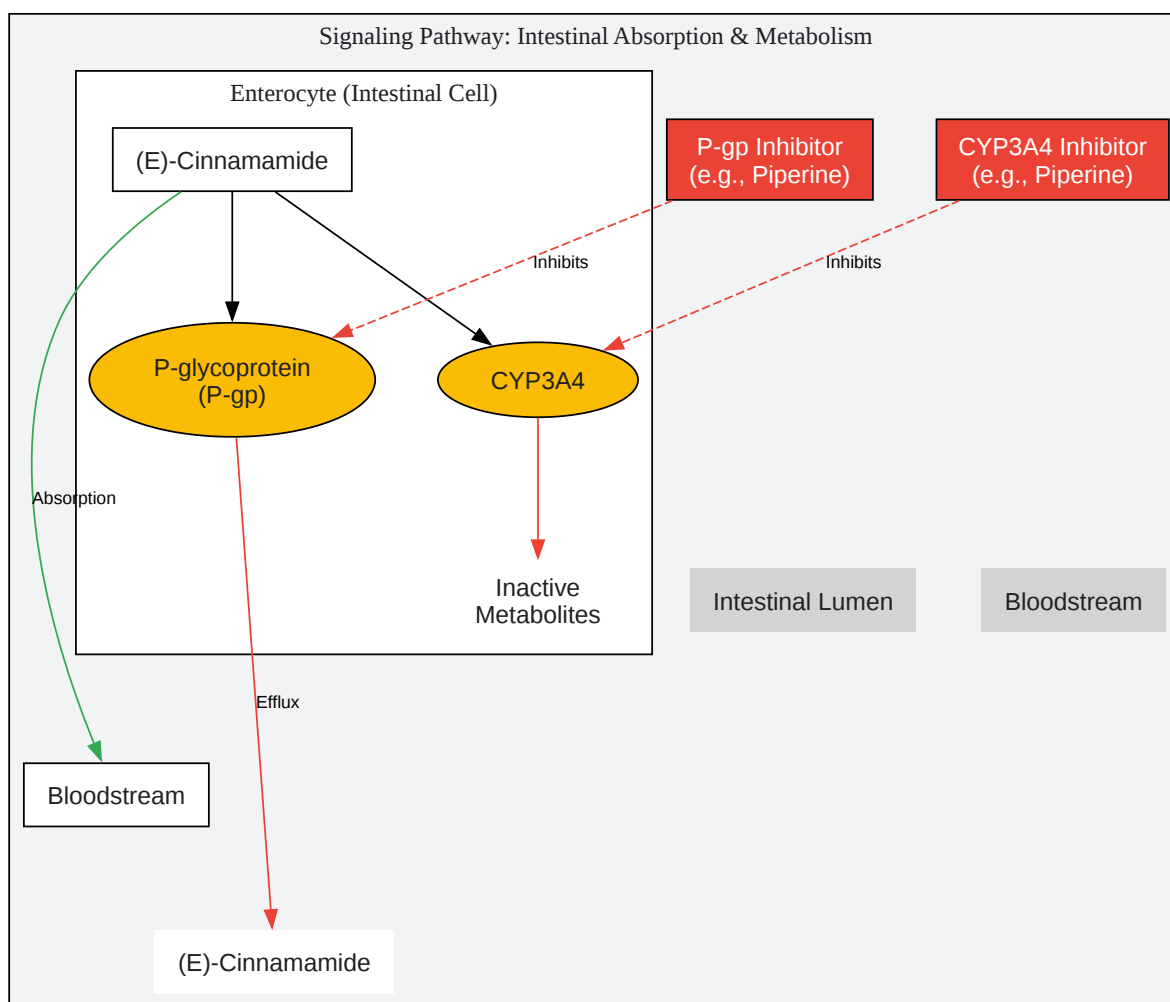 Signaling Pathway: Intestinal Absorption & Metabolism
Enterocyte (Intestinal Cell)
(E)-Cinnamamide
P-gp Inhibitor
(e.g., Piperine)
CYP3A4 Inhibitor
(e.g., Piperine)
Inhibits
Inhibits
P-glycoprotein
(P-gp)
CYP3A4
Absorption
Inactive
Metabolites
Intestinal Lumen
Bloodstream
Efflux
Bloodstream
(E)-Cinnamamide